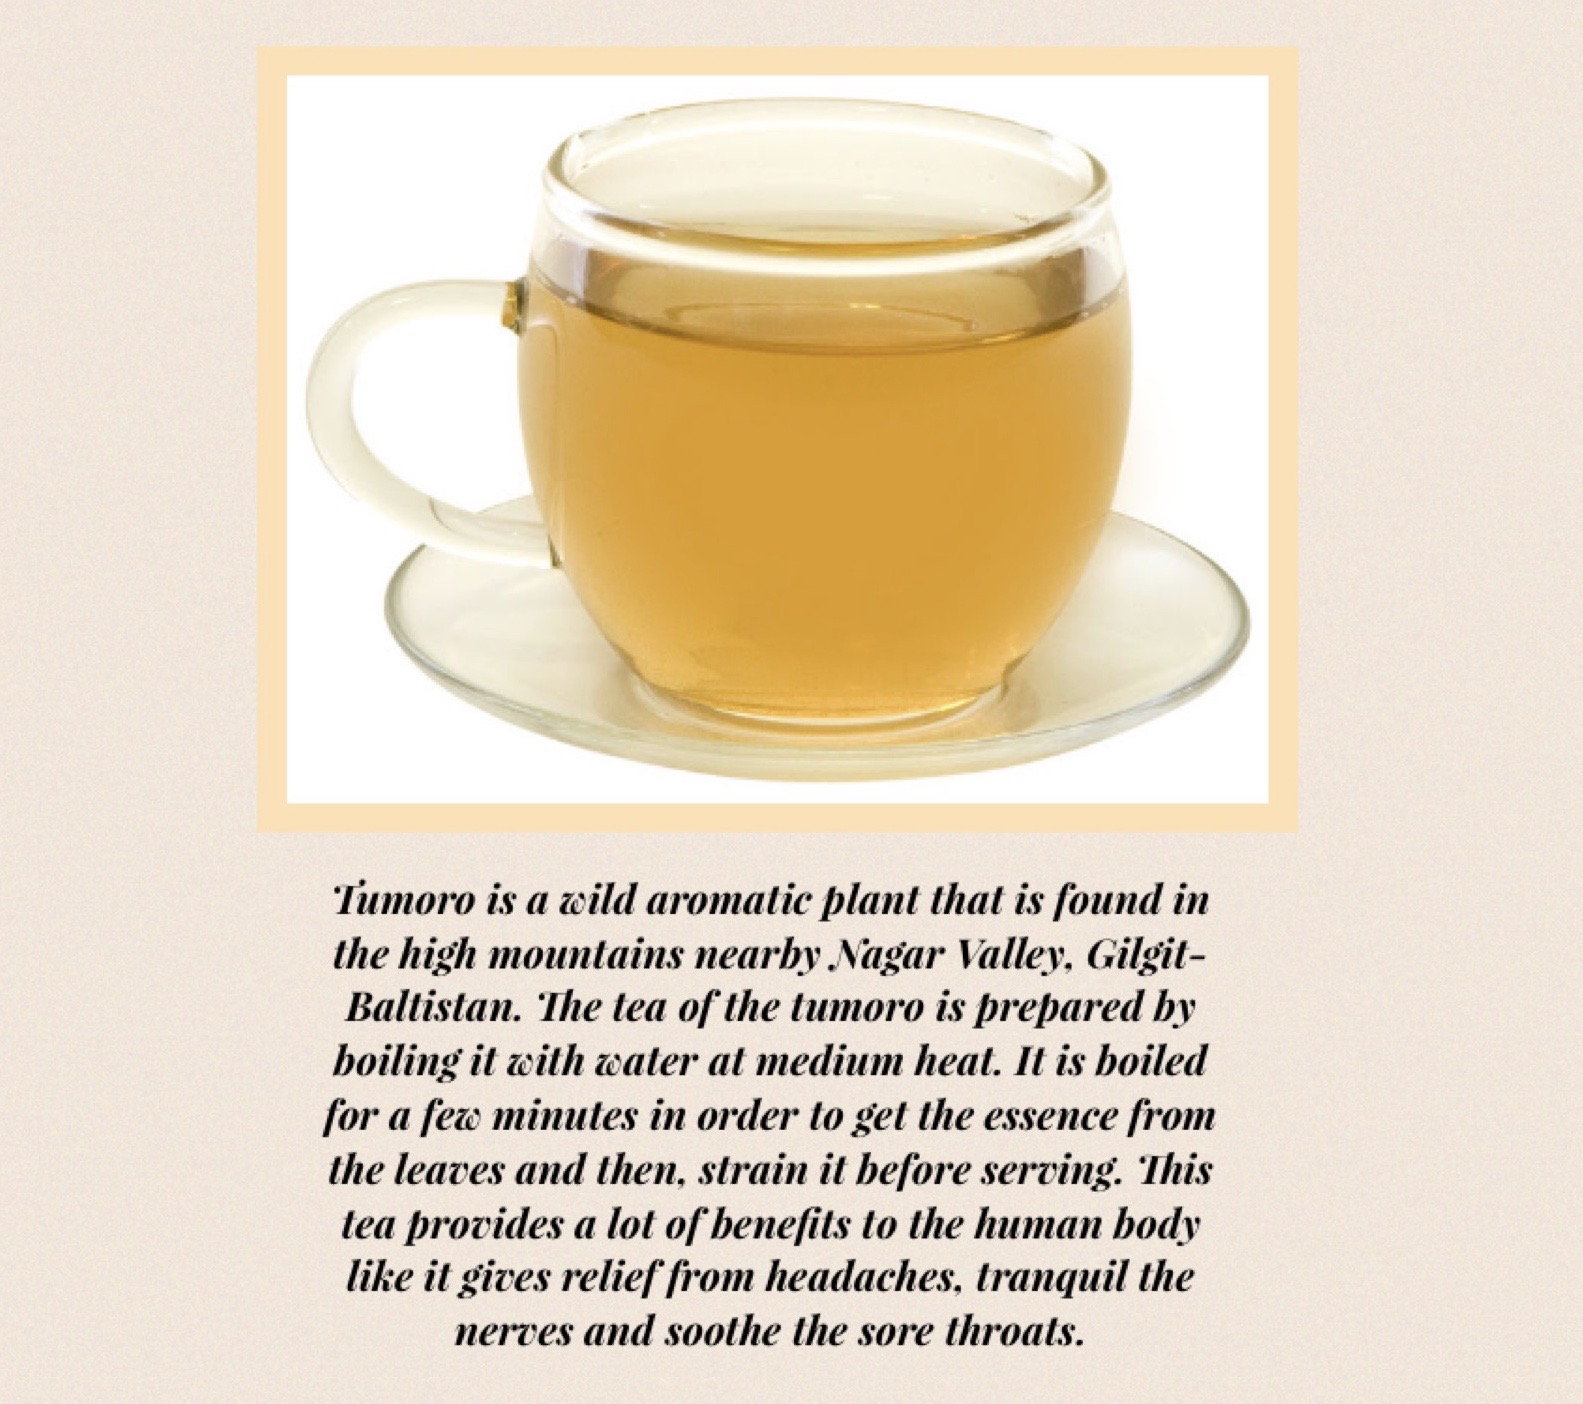 Tumoro is a wild aromatic plant that is found in
the high mountains nearby Nagar Valley, Gilgit-
Baltistan. The tea of the tumoro is prepared by
boiling it with water at medium heat. It is boiled
for a few minutes in order to get the essence from
the leaves and then, strain it before serving. This
tea provides a lot of benefits to the human body
like it gives relief from headaches, tranquil the
nerves and soothe the sore throats.